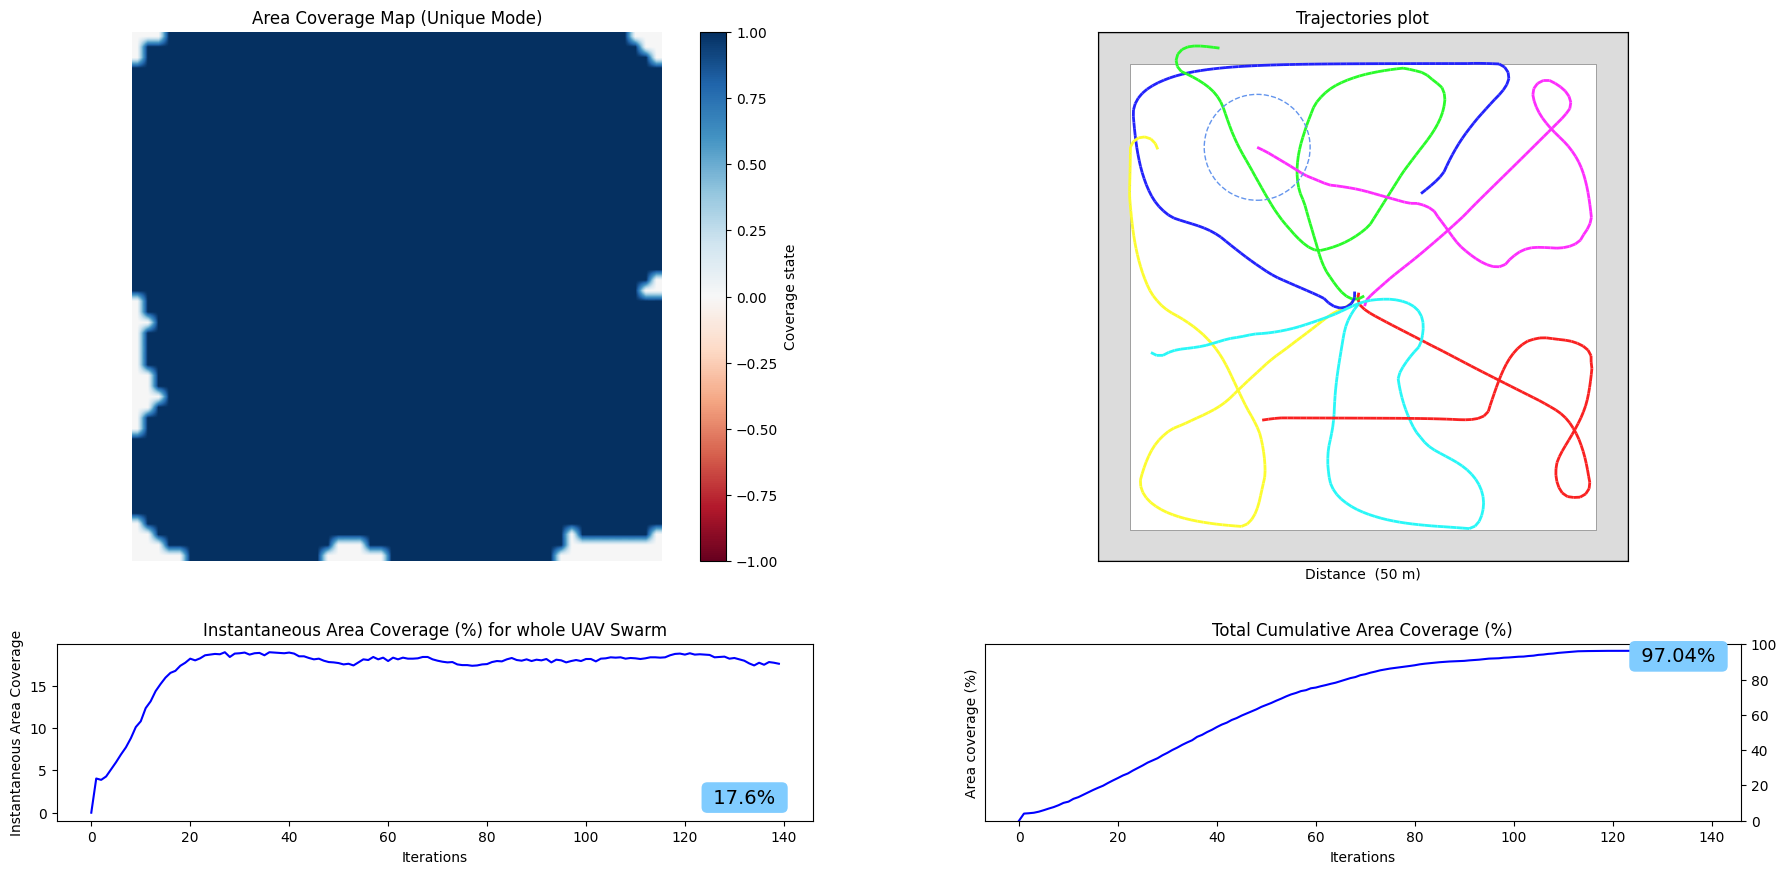 Area Coverage Map (Unique Mode)
1.00
0.75
0.50
0.25
0.00
−0.25
−0.50
−0.75
−1.00
Coverage state
Trajectories plot
Distance  (50 m)
Instantaneous Area Coverage (%) for whole UAV Swarm
Instantaneous Area Coverage
15
10
5
0
17.6%
0 20 40 60 80 100 120 140
Iterations
Total Cumulative Area Coverage (%)
Area coverage (%)
97.04%
100
80
60
40
20
0
0 20 40 60 80 100 120 140
Iterations